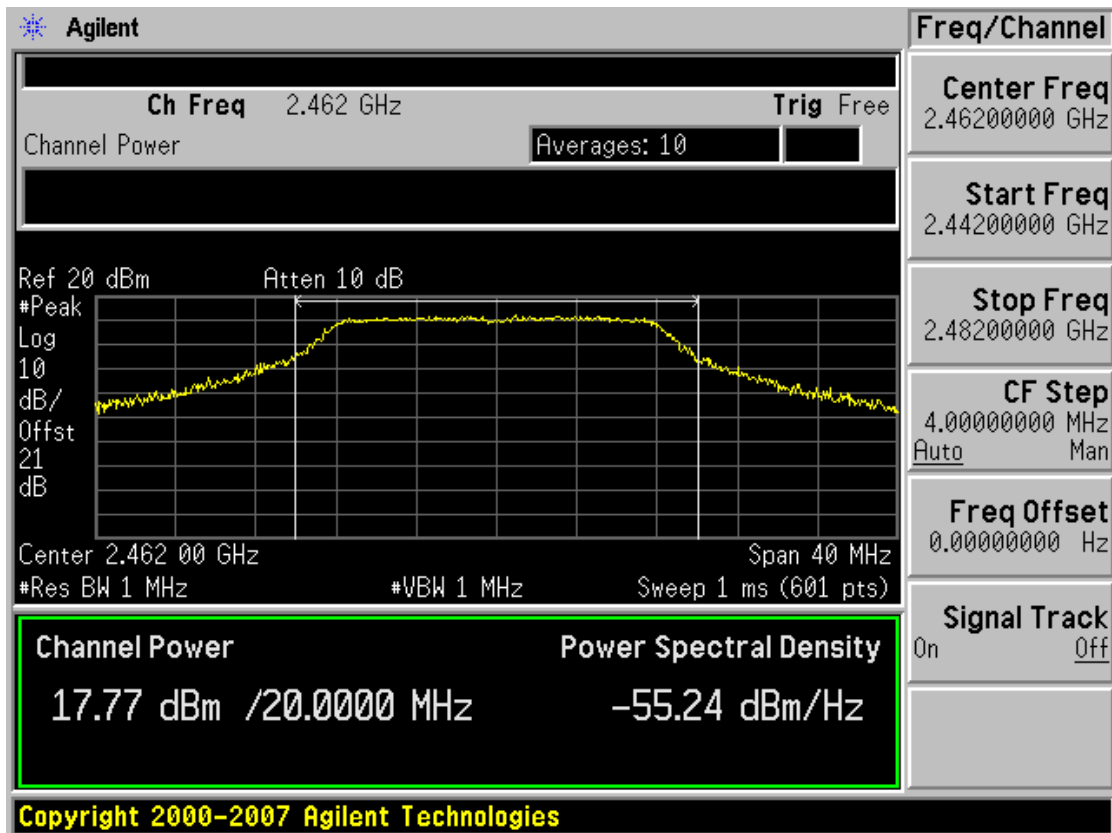 Agilent
Freq/Channel
Ch Freq 2.462 GHz Trig Free
Channel Power Averages: 10
Ref 20 dBm Atten 10 dB
#Peak
Log
10
dB/
Offst
21
dB
Center 2.462 00 GHz Span 40 MHz
#Res BW 1 MHz #VBW 1 MHz Sweep 1 ms (601 pts)
Channel Power Power Spectral Density
17.77 dBm /20.0000 MHz -55.24 dBm/Hz
Center Freq
2.46200000 GHz
Start Freq
2.44200000 GHz
Stop Freq
2.48200000 GHz
CF Step
4.00000000 MHz
Auto Man
Freq Offset
0.00000000 Hz
Signal Track
On Off
Copyright 2000-2007 Agilent Technologies